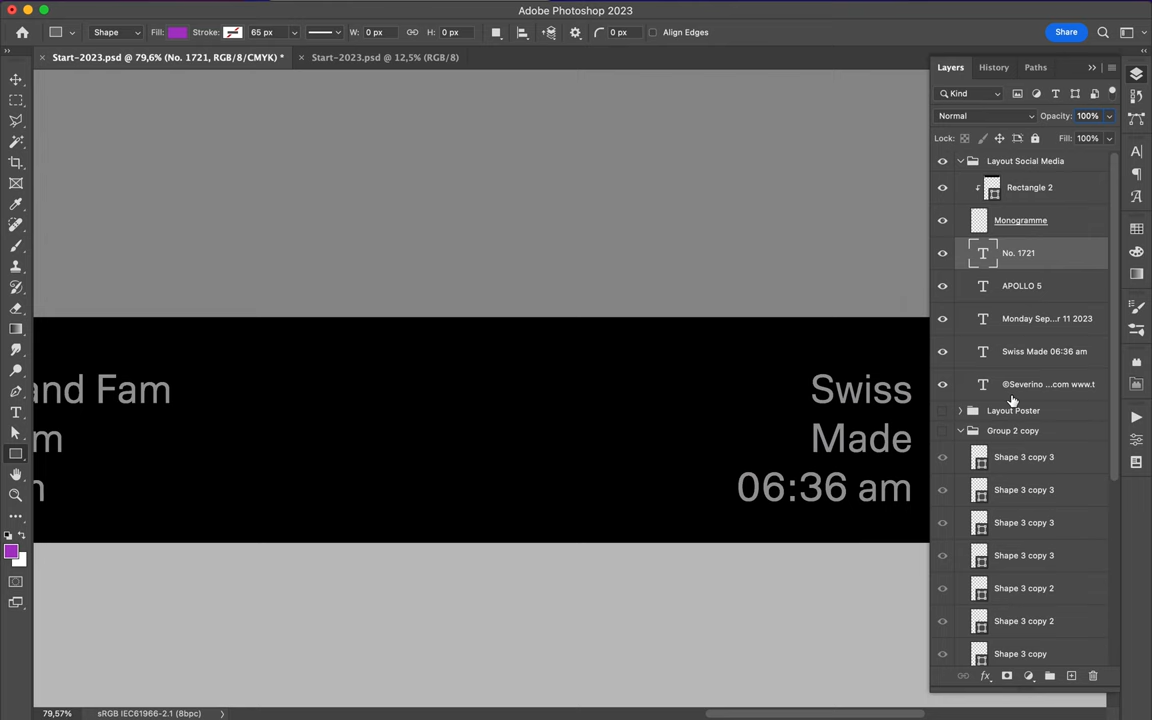 Adobe Photoshop 2023
Shape
Fill:
Stroke:
65 px
W: 0 px
H: 0 px
0 px
Align Edges
Share
Start-2023.psd @ 79,6% (No. 1721, RGB/8/CMYK) *
Start-2023.psd @ 12,5% (RGB/8)
Layers
History
Paths
Kind
Normal
Opacity: 100%
Lock:
Fill: 100%
Layout Social Media
Rectangle 2
Monogramme
No. 1721
APOLLO 5
Monday Sep...r 11 2023
Swiss Made 06:36 am
©Severino ...com www.t
Layout Poster
Group 2 copy
Shape 3 copy 3
Shape 3 copy 3
Shape 3 copy 3
Shape 3 copy 3
Shape 3 copy 2
Shape 3 copy 2
Shape 3 copy
and Fam
m
Swiss
Made
06:36 am
79,57%
sRGB IEC61966-2.1 (8bpc)